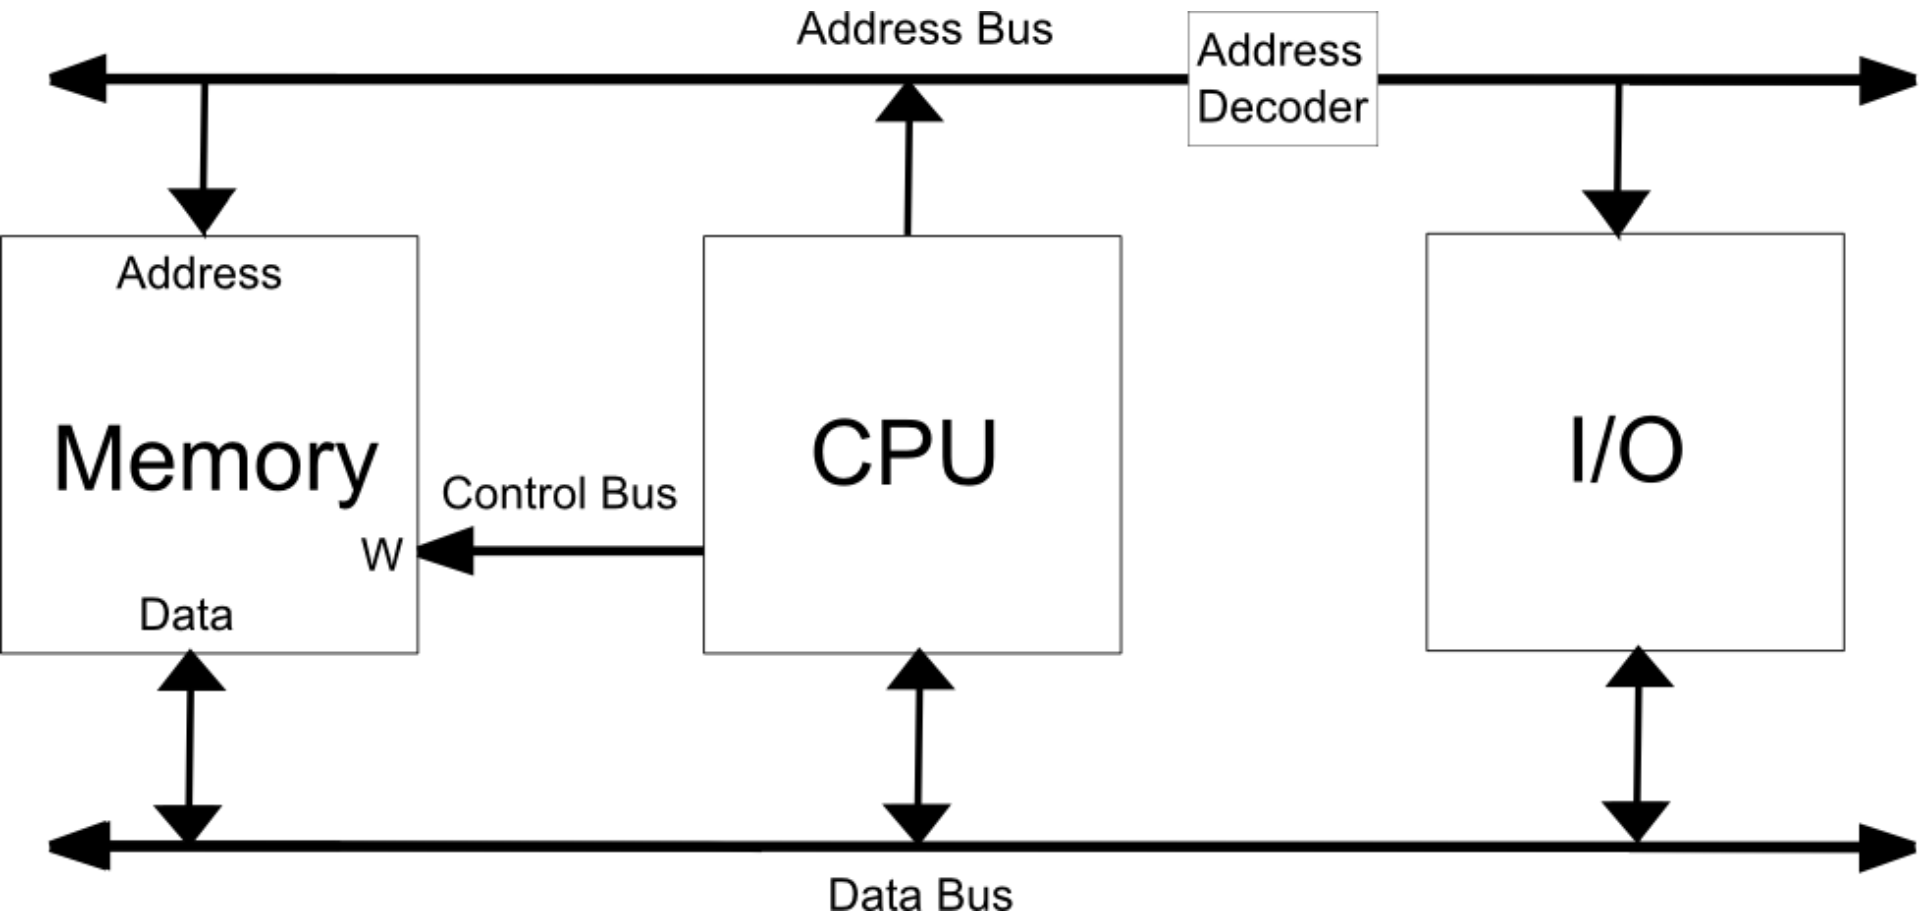 Address Bus
Address
Decoder
Address
Memory
CPU
I/O
Control Bus
W
Data
Data Bus